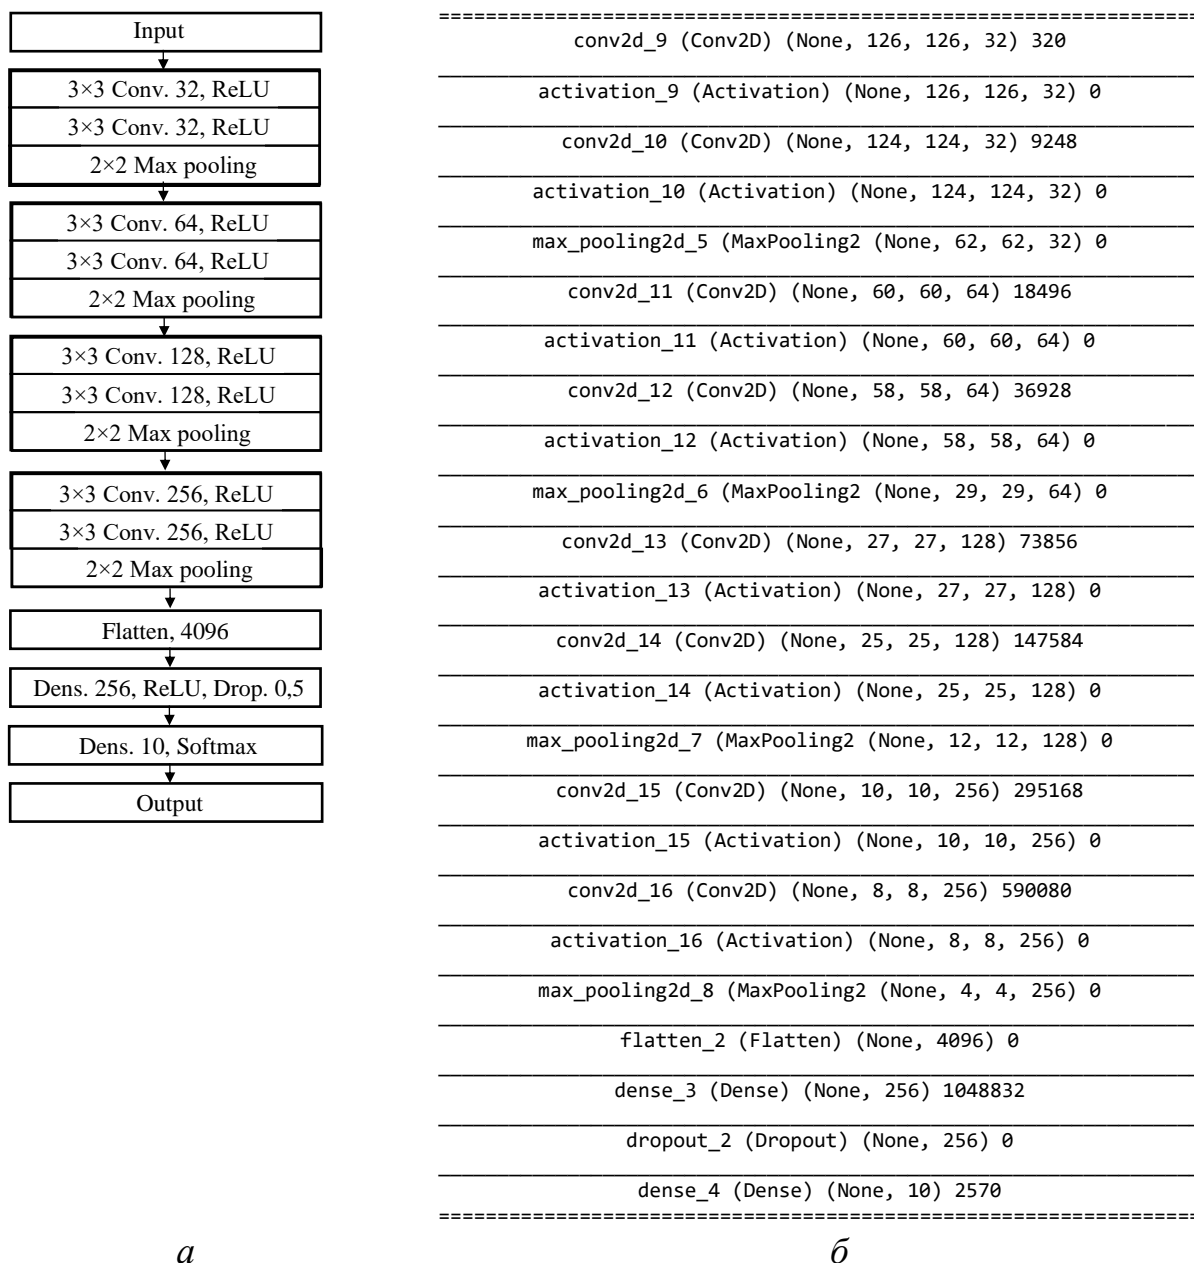 Input
3×3 Conv. 32, ReLU
3×3 Conv. 32, ReLU
2×2 Max pooling
3×3 Conv. 64, ReLU
3×3 Conv. 64, ReLU
2×2 Max pooling
3×3 Conv. 128, ReLU
3×3 Conv. 128, ReLU
2×2 Max pooling
3×3 Conv. 256, ReLU
3×3 Conv. 256, ReLU
2×2 Max pooling
Flatten, 4096
Dens. 256, ReLU, Drop. 0,5
Dens. 10, Softmax
Output
а
conv2d_9 (Conv2D) (None, 126, 126, 32) 320
activation_9 (Activation) (None, 126, 126, 32) 0
conv2d_10 (Conv2D) (None, 124, 124, 32) 9248
activation_10 (Activation) (None, 124, 124, 32) 0
max_pooling2d_5 (MaxPooling2 (None, 62, 62, 32) 0
conv2d_11 (Conv2D) (None, 60, 60, 64) 18496
activation_11 (Activation) (None, 60, 60, 64) 0
conv2d_12 (Conv2D) (None, 58, 58, 64) 36928
activation_12 (Activation) (None, 58, 58, 64) 0
max_pooling2d_6 (MaxPooling2 (None, 29, 29, 64) 0
conv2d_13 (Conv2D) (None, 27, 27, 128) 73856
activation_13 (Activation) (None, 27, 27, 128) 0
conv2d_14 (Conv2D) (None, 25, 25, 128) 147584
activation_14 (Activation) (None, 25, 25, 128) 0
max_pooling2d_7 (MaxPooling2 (None, 12, 12, 128) 0
conv2d_15 (Conv2D) (None, 10, 10, 256) 295168
activation_15 (Activation) (None, 10, 10, 256) 0
conv2d_16 (Conv2D) (None, 8, 8, 256) 590080
activation_16 (Activation) (None, 8, 8, 256) 0
max_pooling2d_8 (MaxPooling2 (None, 4, 4, 256) 0
flatten_2 (Flatten) (None, 4096) 0
dense_3 (Dense) (None, 256) 1048832
dropout_2 (Dropout) (None, 256) 0
dense_4 (Dense) (None, 10) 2570
б